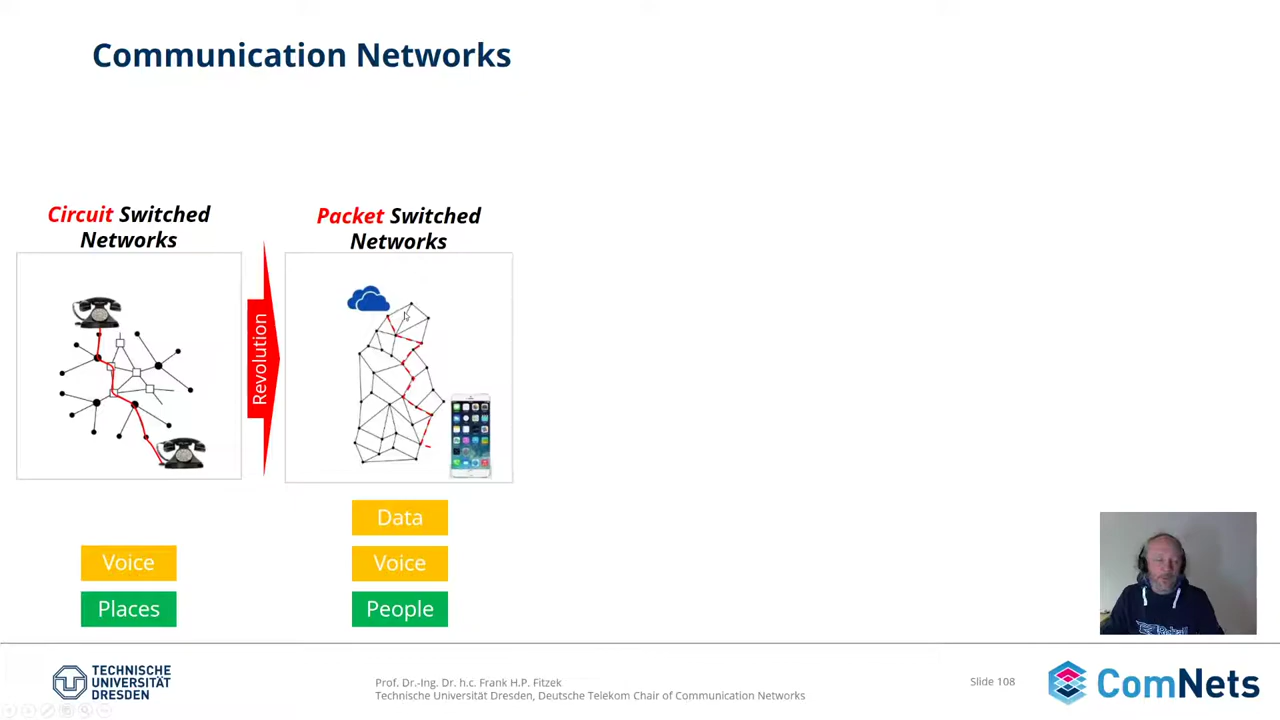 Communication Networks
Circuit Switched
Networks
Packet Switched
Networks
Revolution
Data
Voice
Voice
Places
People
TECHNISCHE
UNIVERSITÄT
DRESDEN
Prof. Dr.-Ing. Dr. h.c. Frank H.P. Fitzek
Technische Universität Dresden, Deutsche Telekom Chair of Communication Networks
Slide 108
ComNets